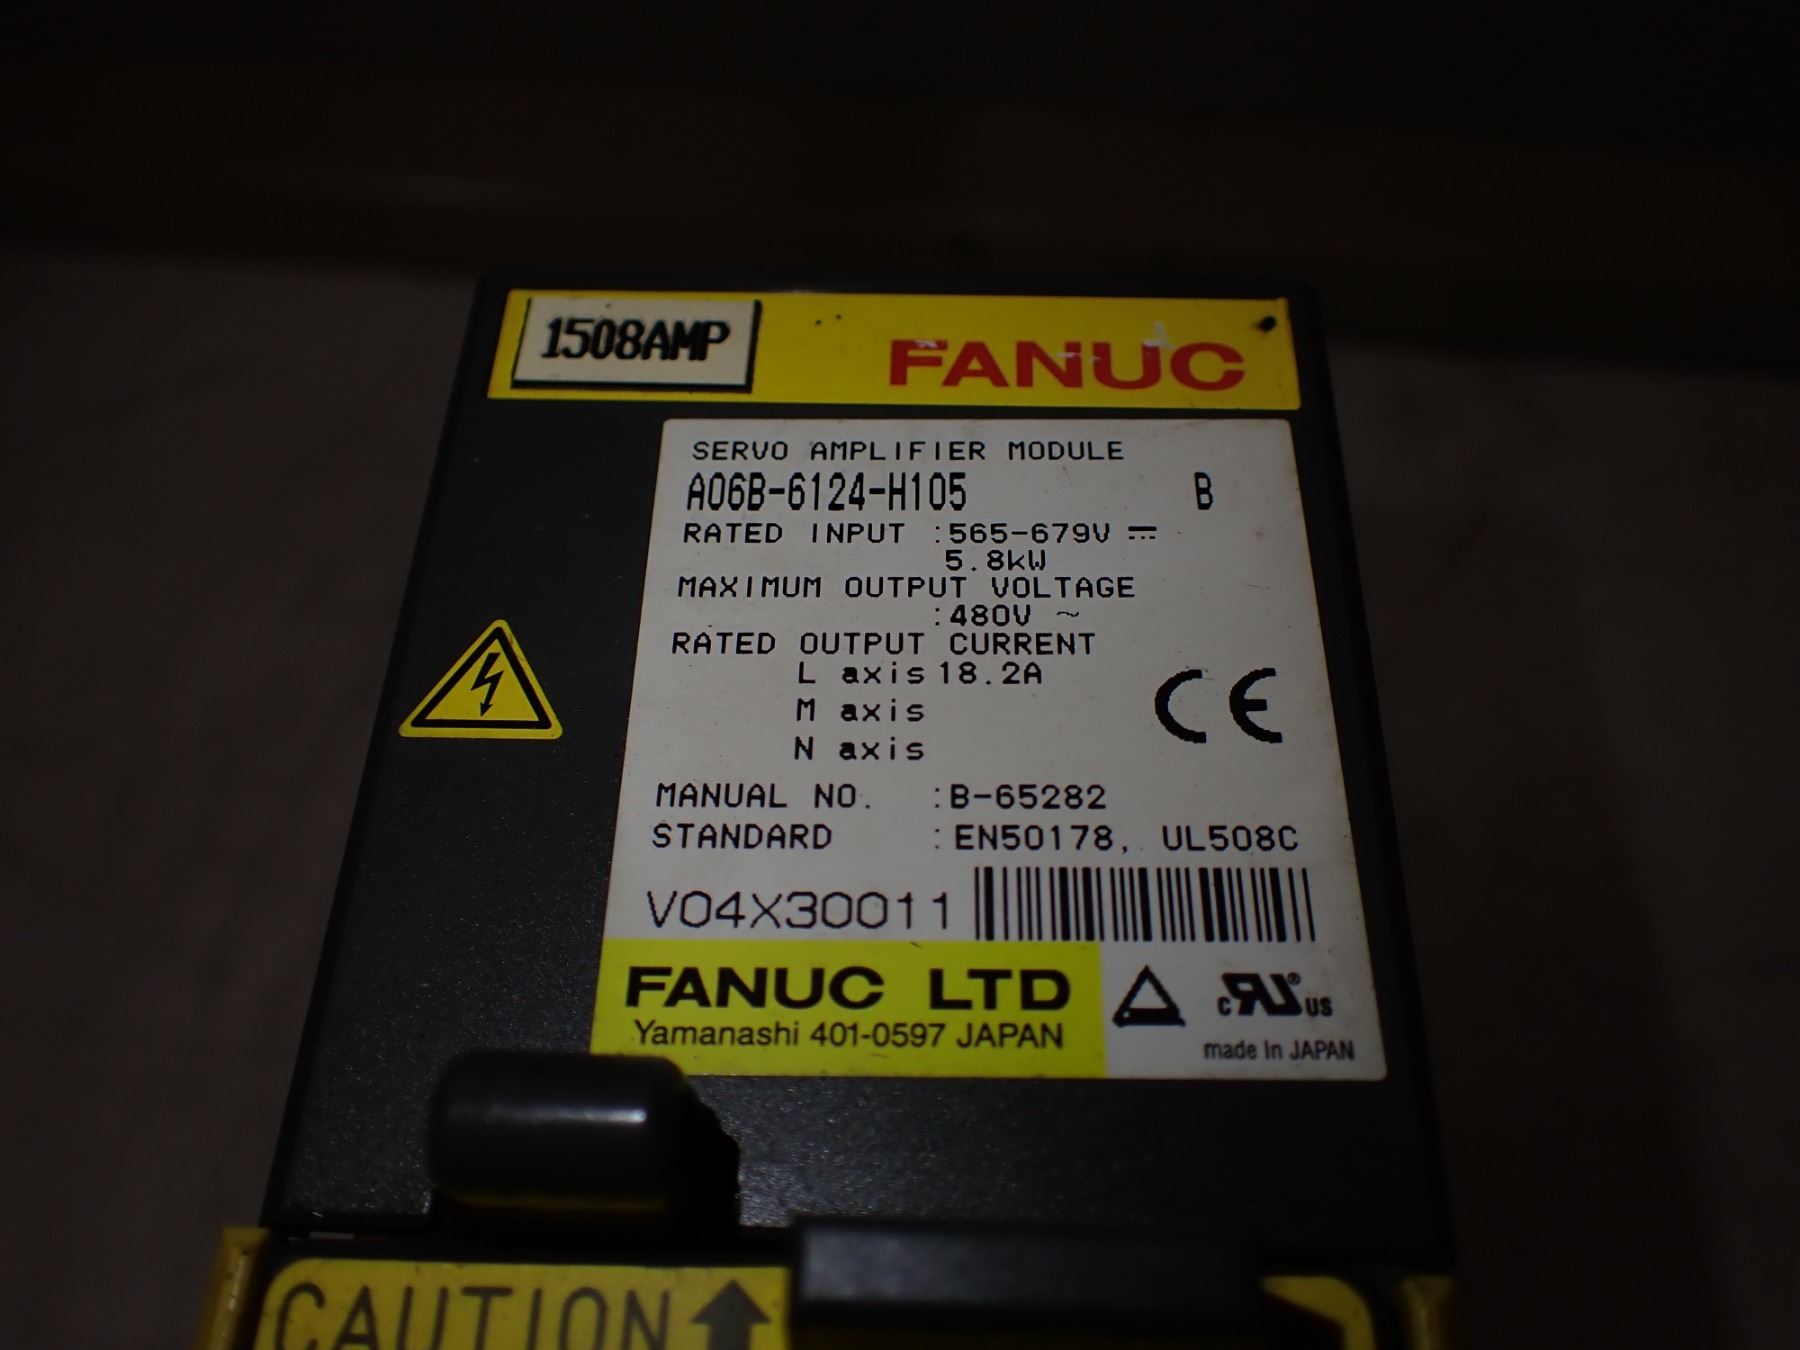 1508AMP FANUC
SERVO AMPLIFIER MODULE
A06B-6124-H105 B
RATED INPUT :565-679V ⎓
5.8kW
MAXIMUM OUTPUT VOLTAGE
:480V ~
RATED OUTPUT CURRENT
L axis 18.2A
M axis
N axis
CE
MANUAL NO. :B-65282
STANDARD :EN50178, UL508C
V04X30011
FANUC LTD
Yamanashi 401-0597 JAPAN
c RU ® US
made In JAPAN
CAUTION